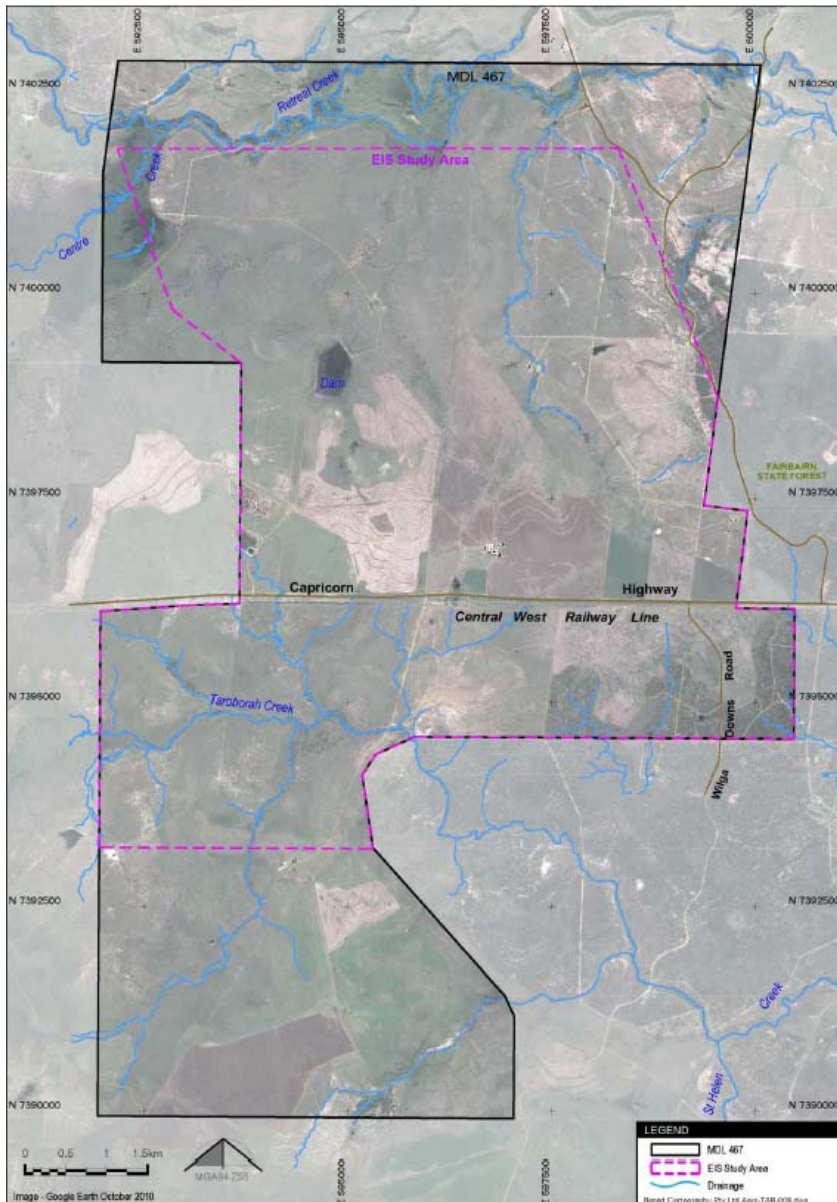 E 592500
E 595000
E 597500
E 600000
N 7402500
MDL 467
N 7402500
Retreat Creek
EIS Study Area
Centre Creek
N 7400000
N 7400000
Dam
FAIRBAIRN
STATE FOREST
N 7397500
N 7397500
Capricorn Highway
Central West Railway Line
N 7395000
N 7395000
Taroborah Creek
Wilga Downs Road
N 7392500
N 7392500
St Helen Creek
N 7390000
N 7390000
0 0.5 1 1.5km
MGA94 Z55
E 595000
E 597500
LEGEND
MDL 467
EIS Study Area
Drainage
Image - Google Earth October 2010
Pty Ltd